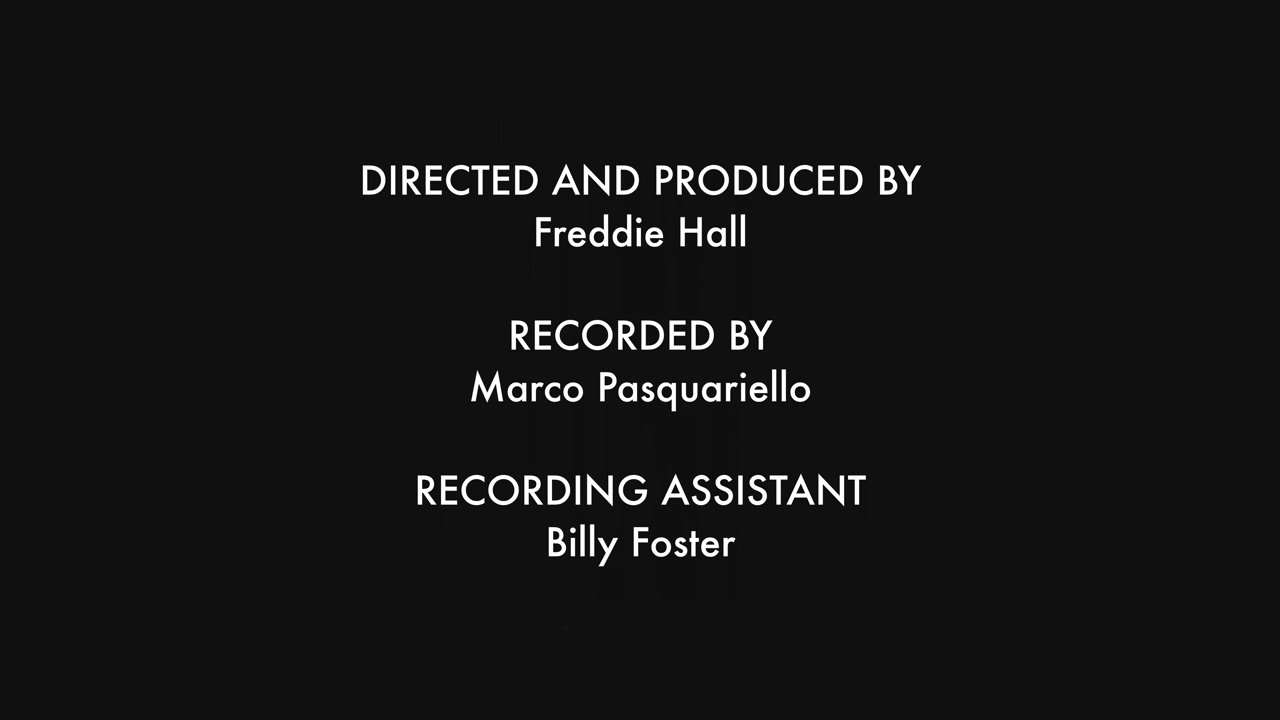 DIRECTED AND PRODUCED BY
Freddie Hall
RECORDED BY
Marco Pasquariello
RECORDING ASSISTANT
Billy Foster